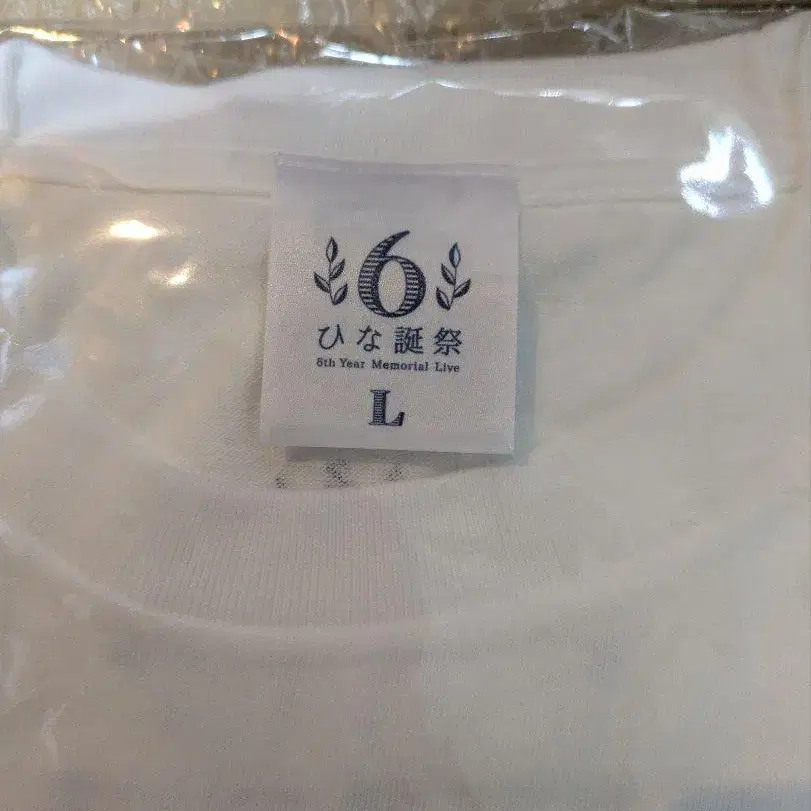 6
ひな誕祭
6th Year Memorial Live
L